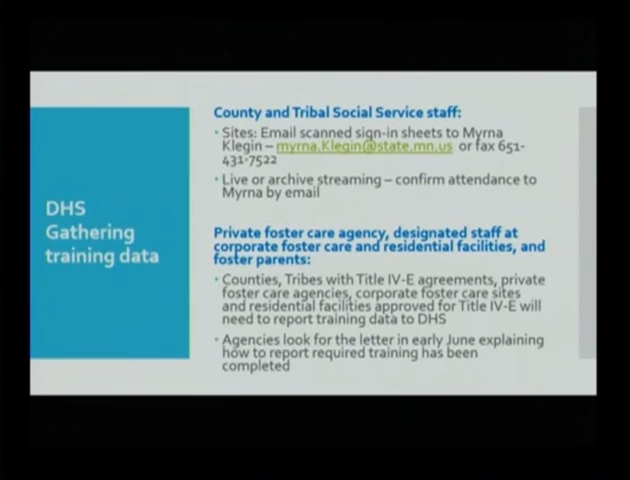 DHS
Gathering
training data
County and Tribal Social Service staff:
• Sites: Email scanned sign-in sheets to Myrna
Klegin – myrna.Klegin@state.mn.us or fax 651-
431-7522
• Live or archive streaming – confirm attendance to
Myrna by email
Private foster care agency, designated staff at
corporate foster care and residential facilities, and
foster parents:
• Counties, Tribes with Title IV-E agreements, private
foster care agencies, corporate foster care sites
and residential facilities approved for Title IV-E will
need to report training data to DHS
• Agencies look for the letter in early June explaining
how to report required training has been
completed